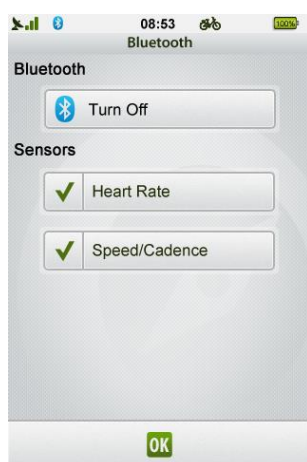 08:53
100%
Bluetooth
Bluetooth
Turn Off
Sensors
Heart Rate
Speed/Cadence
OK